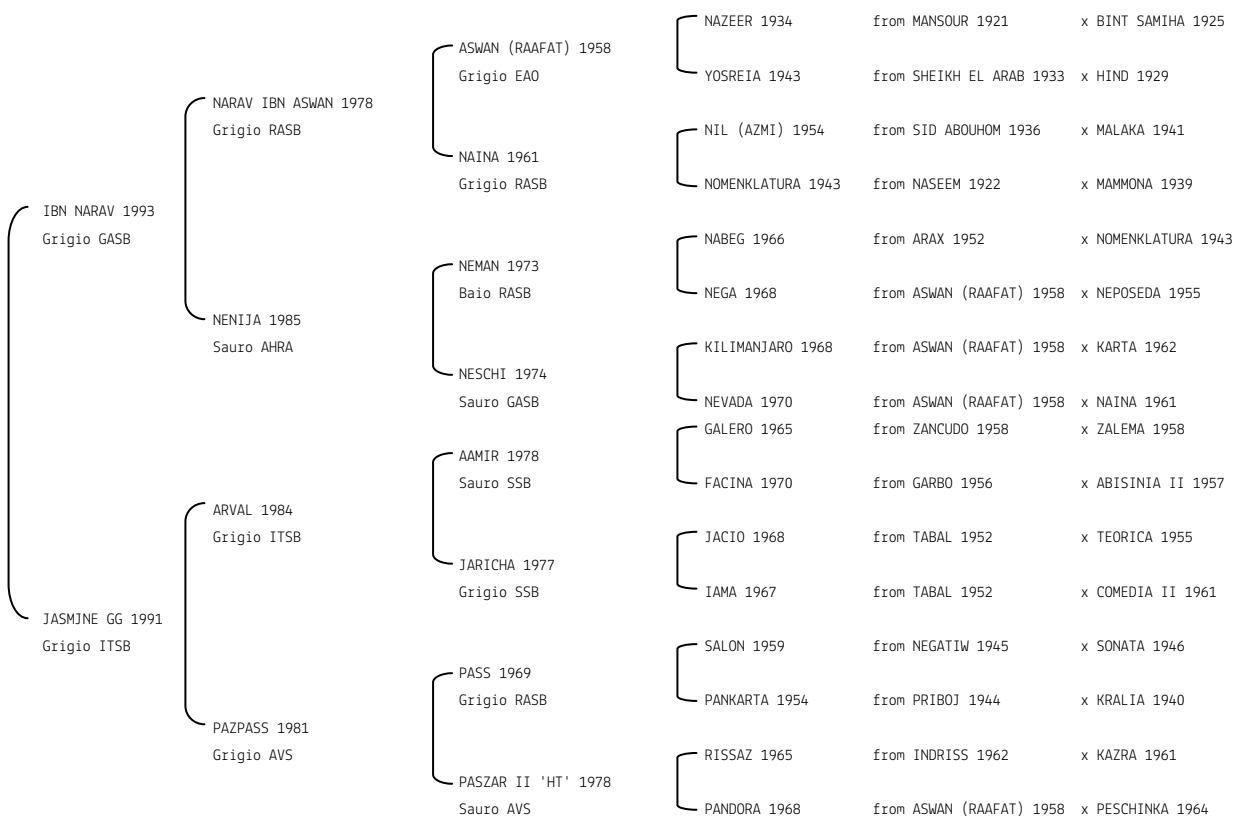 NAZEER 1934 from MANSOUR 1921 x BINT SAMIHA 1925
ASWAN (RAAFAT) 1958
Grigio EAO YOSREIA 1943 from SHEIKH EL ARAB 1933 x HIND 1929
NARAV IBN ASWAN 1978
Grigio RASB NIL (AZMI) 1954 from SID ABOUHOM 1936 x MALAKA 1941
NAINA 1961
Grigio RASB NOMENKLATURA 1943 from NASEEM 1922 x MAMMONA 1939
IBN NARAV 1993
Grigio GASB NABEG 1966 from ARAX 1952 x NOMENKLATURA 1943
NEMAN 1973
Baio RASB NEGA 1968 from ASWAN (RAAFAT) 1958 x NEPOSEDA 1955
NENIJA 1985
Sauro AHRA KILIMANJARO 1968 from ASWAN (RAAFAT) 1958 x KARTA 1962
NESCHI 1974
Sauro GASB NEVADA 1970 from ASWAN (RAAFAT) 1958 x NAINA 1961
GALERO 1965 from ZANCUDO 1958 x ZALEMA 1958
AAMIR 1978
Sauro SSB FACINA 1970 from GARBO 1956 x ABISINIA II 1957
ARVAL 1984
Grigio ITSB JACIO 1968 from TABAL 1952 x TEORICA 1955
JARICHA 1977
Grigio SSB IAMA 1967 from TABAL 1952 x COMEDIA II 1961
JASMJNE GG 1991
Grigio ITSB SALON 1959 from NEGATIW 1945 x SONATA 1946
PASS 1969
Grigio RASB PANKARTA 1954 from PRIBOJ 1944 x KRALIA 1940
PAZPASS 1981
Grigio AVS RISSAZ 1965 from INDRISS 1962 x KAZRA 1961
PASZAR II 'HT' 1978
Sauro AVS PANDORA 1968 from ASWAN (RAAFAT) 1958 x PESCHINKA 1964